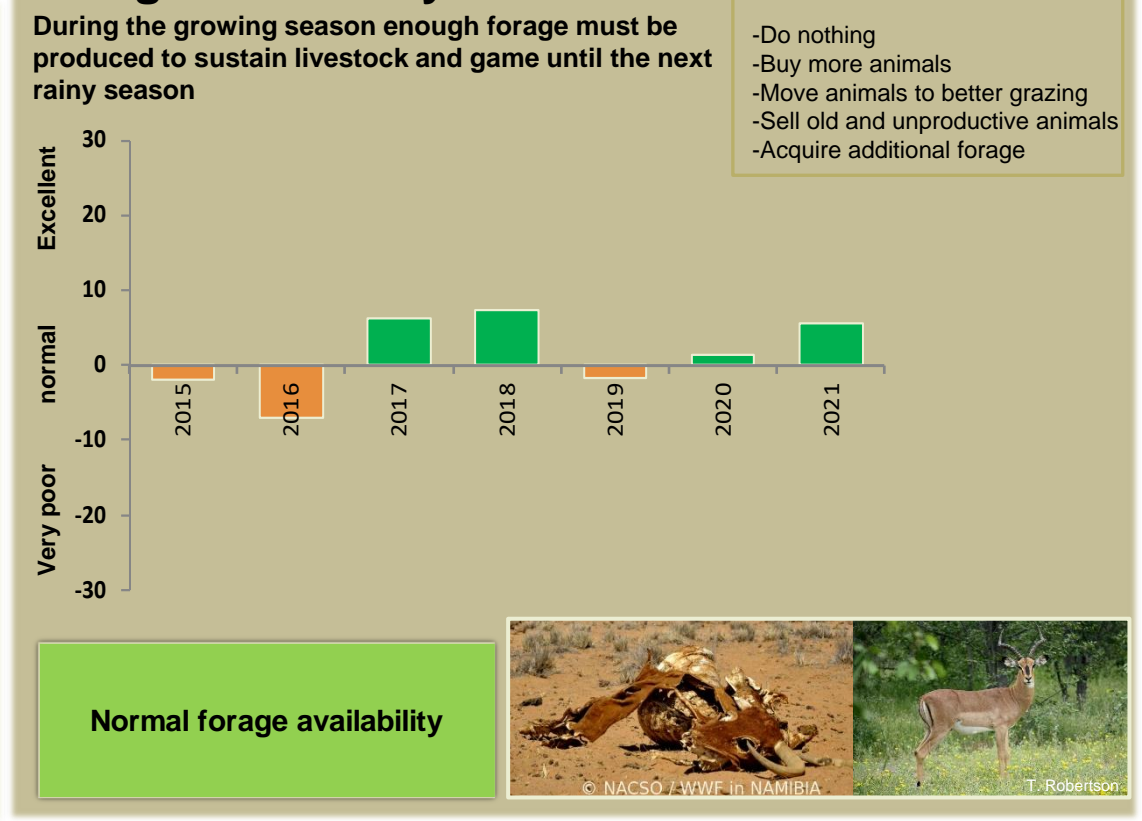 During the growing season enough forage must be
produced to sustain livestock and game until the next
rainy season
-Do nothing
-Buy more animals
-Move animals to better grazing
-Sell old and unproductive animals
-Acquire additional forage
Excellent
normal
Very poor
30
20
10
0
-10
-20
-30
2015
2016
2017
2018
2019
2020
2021
Normal forage availability
© NACSO / WWF in NAMIBIA
T. Robertson